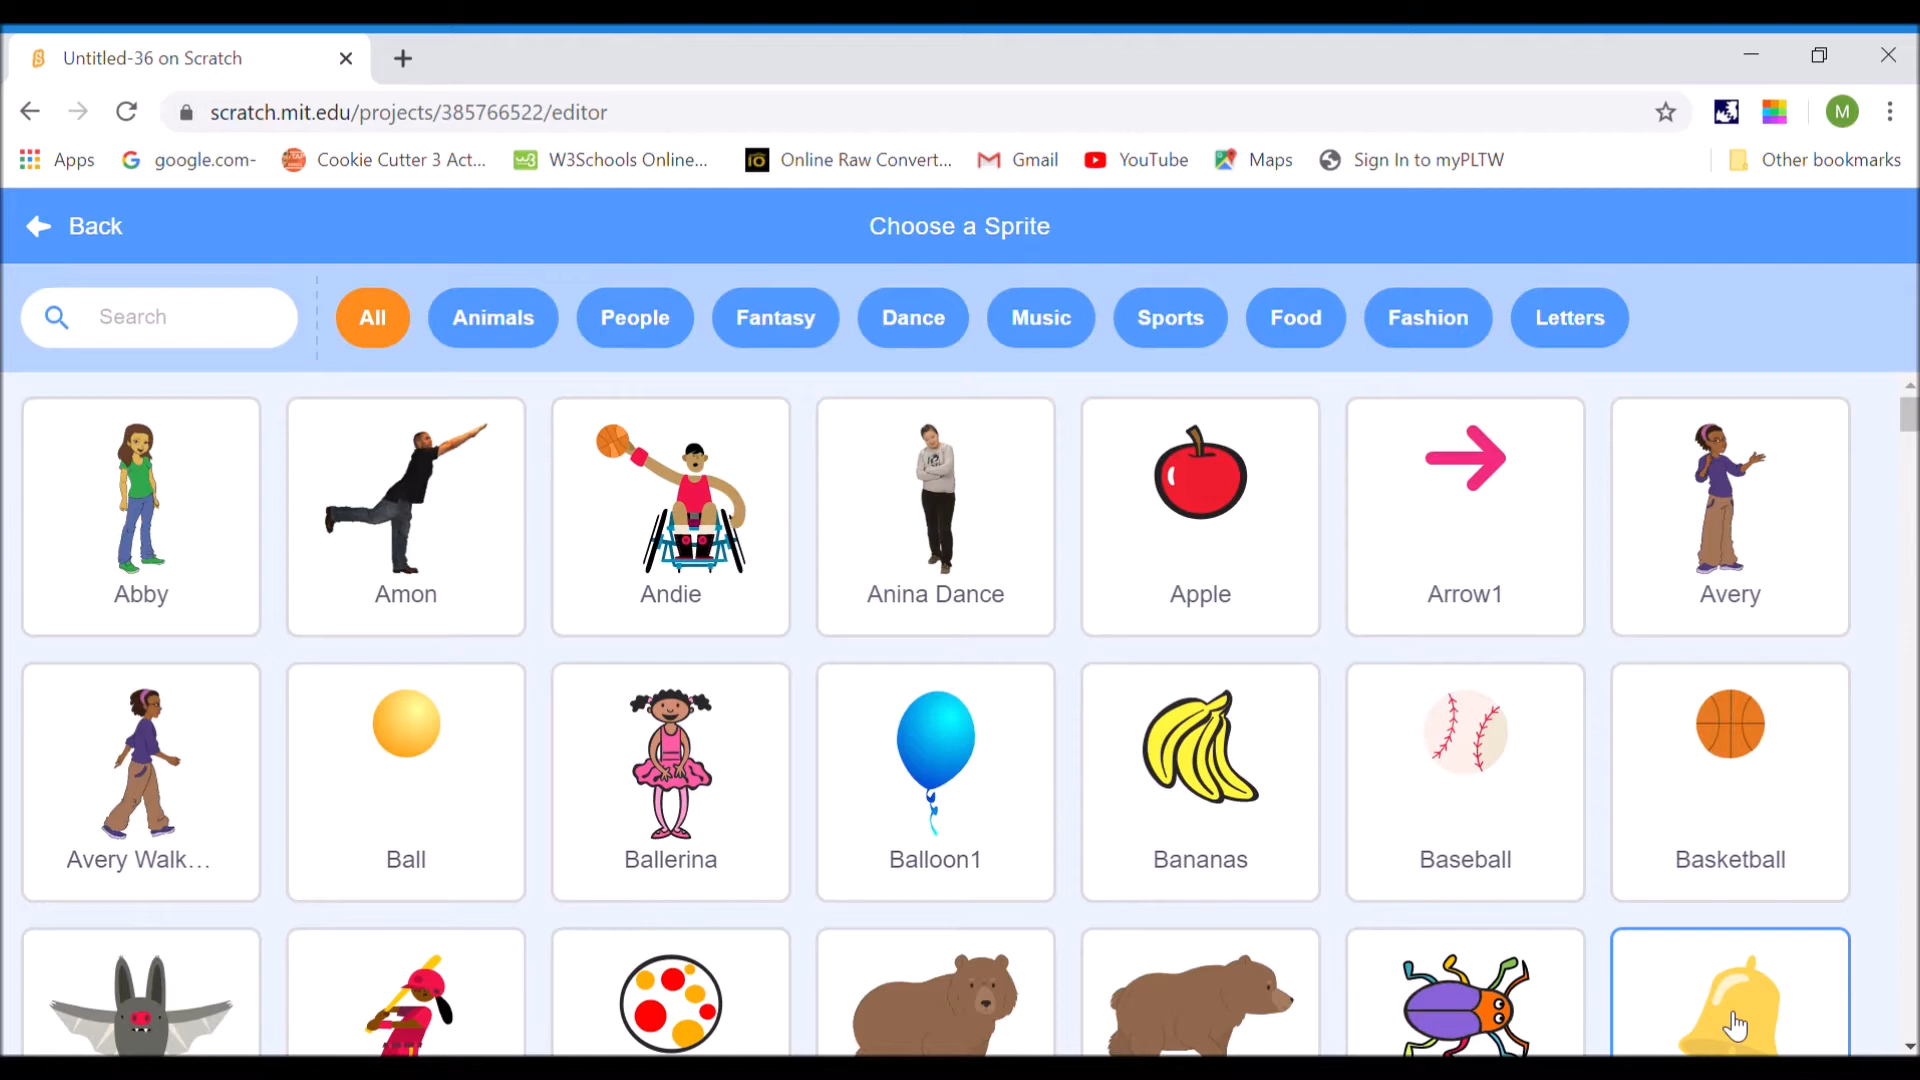 Untitled-36 on Scratch
scratch.mit.edu/projects/385766522/editor
M
Apps
google.com-
Cookie Cutter 3 Act...
W3Schools Online...
Online Raw Convert...
Gmail
YouTube
Maps
Sign In to myPLTW
Other bookmarks
Back
Choose a Sprite
Search
All
Animals
People
Fantasy
Dance
Music
Sports
Food
Fashion
Letters
Abby
Amon
Andie
Anina Dance
Apple
Arrow1
Avery
Avery Walk...
Ball
Ballerina
Balloon1
Bananas
Baseball
Basketball